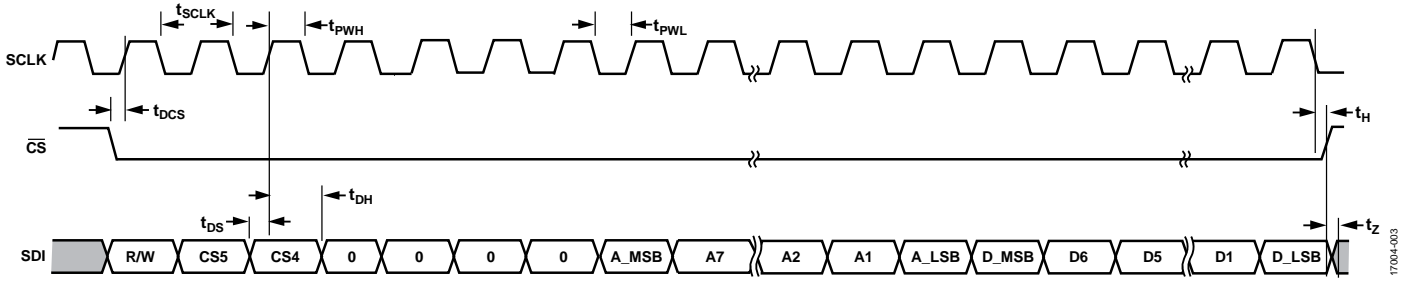 tSCLK
tPWH
tPWL
SCLK
tDCS
tH
CS
tDS
tDH
tZ
SDI R/W CS5 CS4 0 0 0 0 A_MSB A7 A2 A1 A_LSB D_MSB D6 D5 D1 D_LSB
17004-003